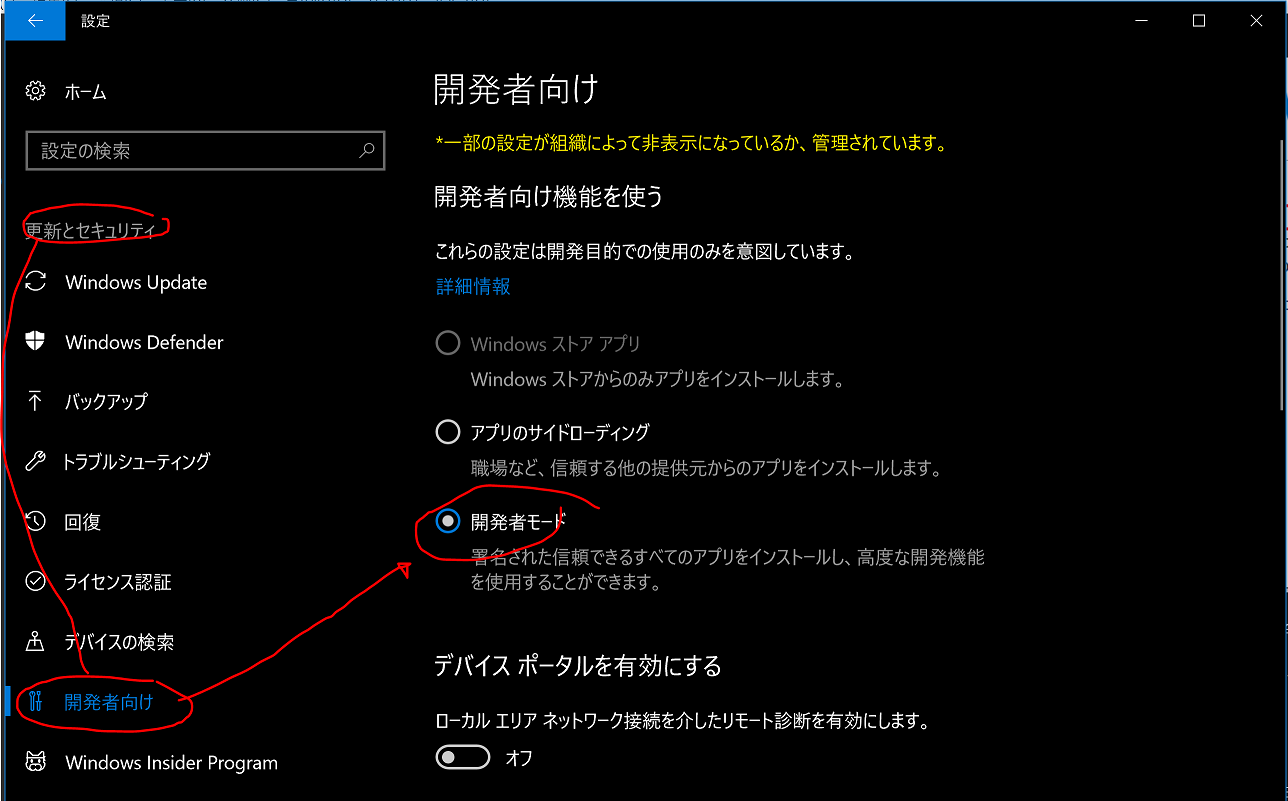 設定
ホーム
設定の検索
更新とセキュリティ
Windows Update
Windows Defender
バックアップ
トラブルシューティング
回復
ライセンス認証
デバイスの検索
開発者向け
Windows Insider Program
開発者向け
*一部の設定が組織によって非表示になっているか、管理されています。
開発者向け機能を使う
これらの設定は開発目的での使用のみを意図しています。
詳細情報
Windows ストア アプリ
Windows ストアからのみアプリをインストールします。
アプリのサイドローディング
職場など、信頼する他の提供元からのアプリをインストールします。
開発者モード
署名された信頼できるすべてのアプリをインストールし、高度な開発機能
を使用することができます。
デバイス ポータルを有効にする
ローカル エリア ネットワーク接続を介したリモート診断を有効にします。
オフ